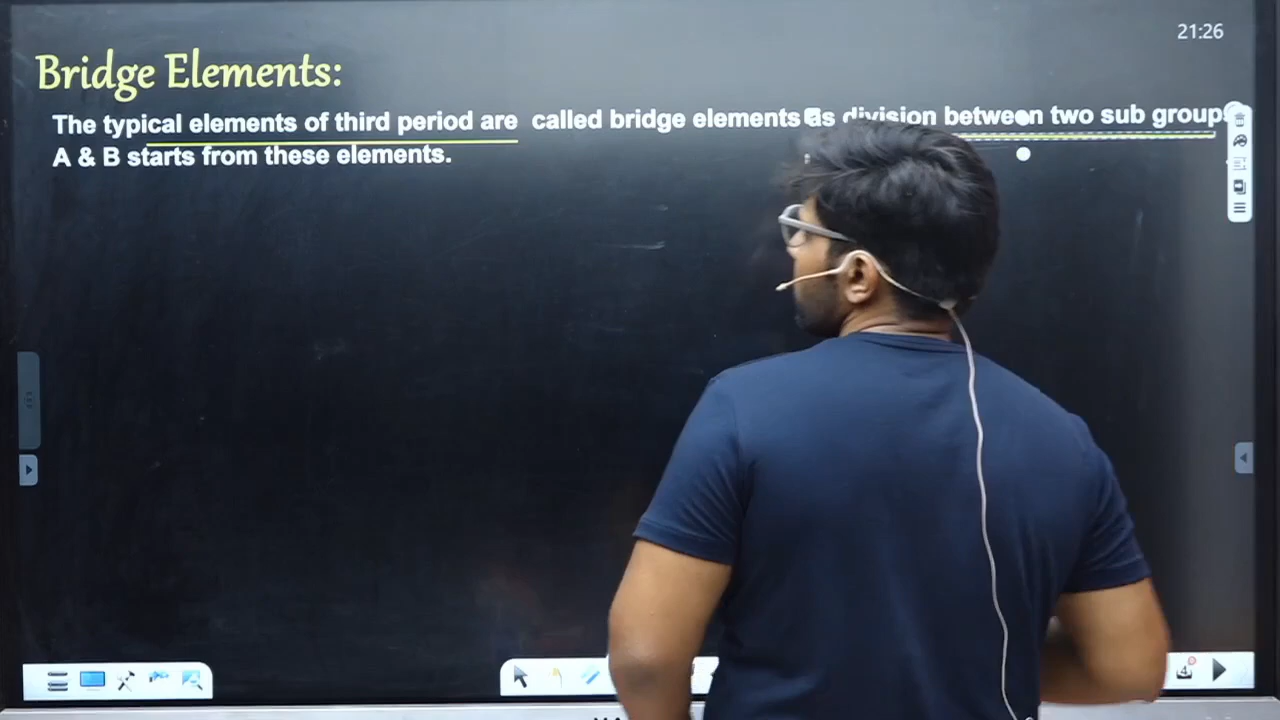 21:26
Bridge Elements:
The typical elements of third period are called bridge elements as division between two sub group
A & B starts from these elements.